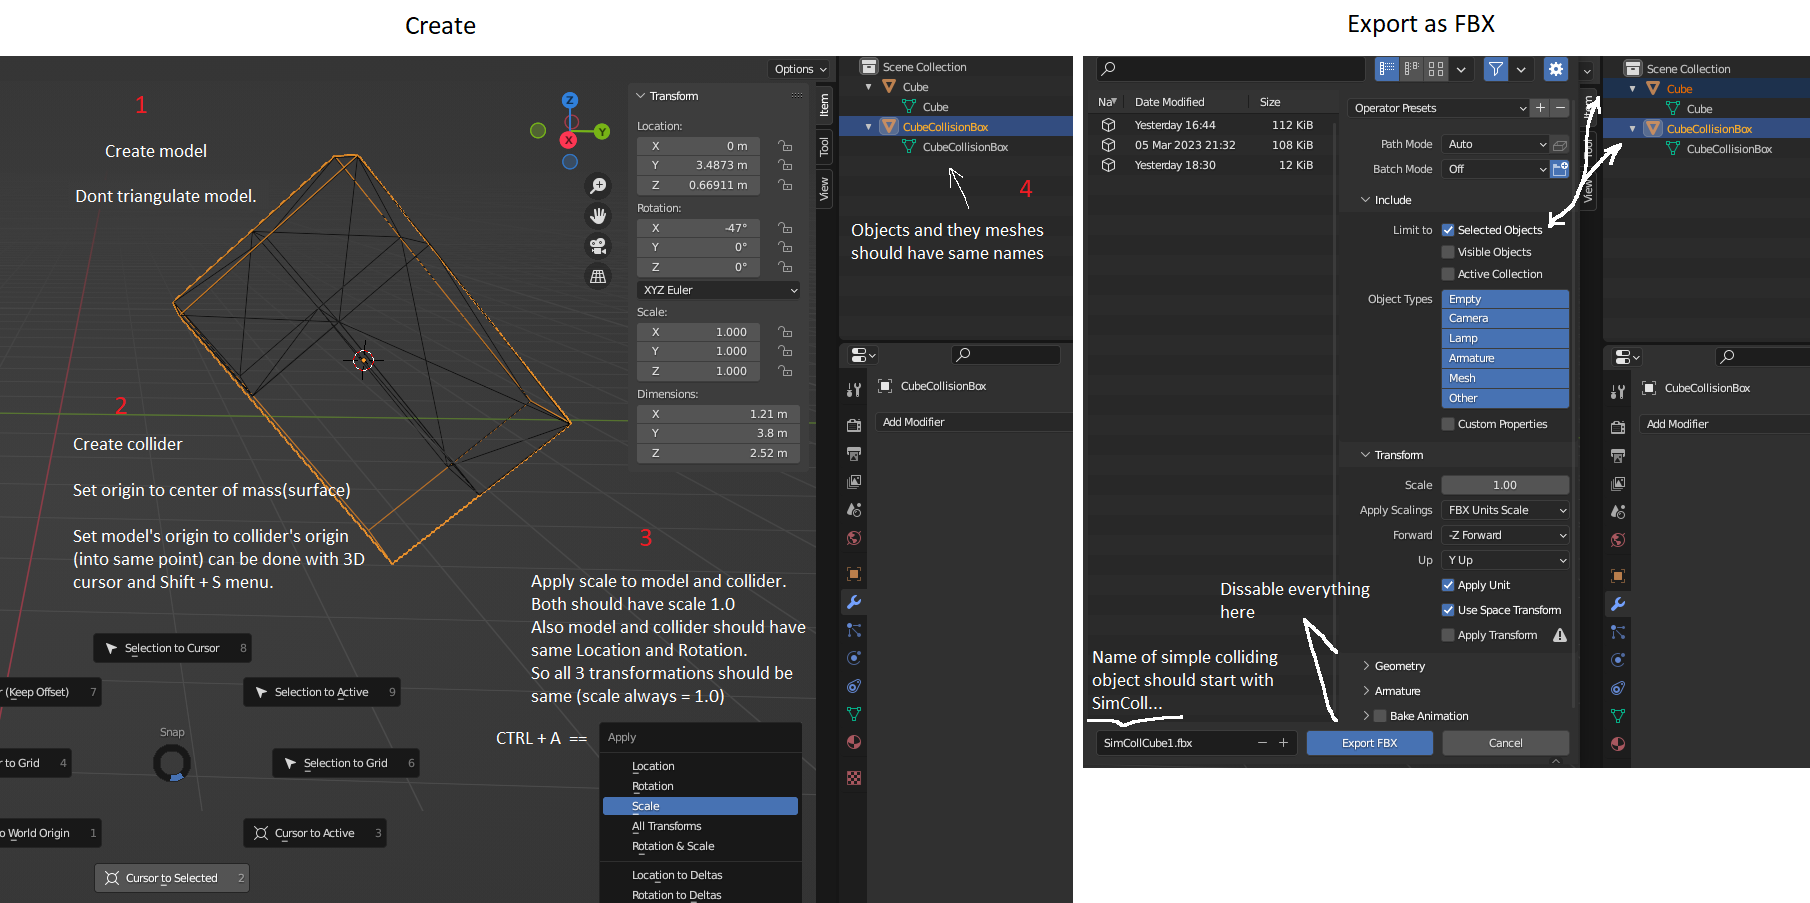 Create
Export as FBX
Options
1
Create model
Dont triangulate model.
Z
Y
X
Transform
Location:
X 0 m
Y 3.4873 m
Z 0.66911 m
Rotation:
X -47°
Y 0°
Z 0°
XYZ Euler
Scale:
X 1.000
Y 1.000
Z 1.000
Dimensions:
X 1.21 m
Y 3.8 m
Z 2.52 m
Item
Tool
View
Scene Collection
Cube
Cube
CubeCollisionBox
CubeCollisionBox
4
Objects and they meshes
should have same names
CubeCollisionBox
Add Modifier
2
Create collider
Set origin to center of mass(surface)
Set model's origin to collider's origin
(into same point) can be done with 3D
cursor and Shift + S menu.
3
Apply scale to model and collider.
Both should have scale 1.0
Also model and collider should have
same Location and Rotation.
So all 3 transformations should be
same (scale always = 1.0)
Selection to Cursor 8
(Keep Offset) 7
Selection to Active 9
Snap
to Grid 4
Selection to Grid 6
o World Origin 1
Cursor to Active 3
Cursor to Selected 2
CTRL + A ==
Apply
Location
Rotation
Scale
All Transforms
Rotation & Scale
Location to Deltas
Rotation to Deltas
Na
Date Modified
Size
Yesterday 16:44 112 KiB
05 Mar 2023 21:32 108 KiB
Yesterday 18:30 12 KiB
Operator Presets
Path Mode Auto
Batch Mode Off
Include
Limit to Selected Objects
Visible Objects
Active Collection
Object Types Empty
Camera
Lamp
Armature
Mesh
Other
Custom Properties
Transform
Scale 1.00
Apply Scalings FBX Units Scale
Forward -Z Forward
Up Y Up
Apply Unit
Use Space Transform
Apply Transform
Geometry
Armature
Bake Animation
Dissable everything
here
Name of simple colliding
object should start with
SimColl...
SimCollCube1.fbx
Export FBX
Cancel
View
Scene Collection
Cube
Cube
CubeCollisionBox
CubeCollisionBox
CubeCollisionBox
Add Modifier